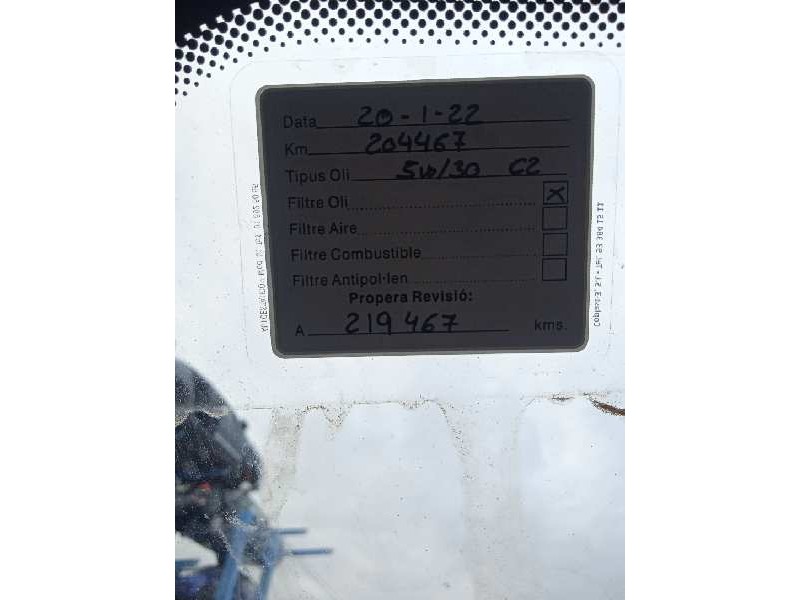 Data 20-1-22
Km 204467
Tipus Oli 5W/30 C2
Filtre Oli X
Filtre Aire
Filtre Combustible
Filtre Antipol·len
Propera Revisió:
A 219467 kms.